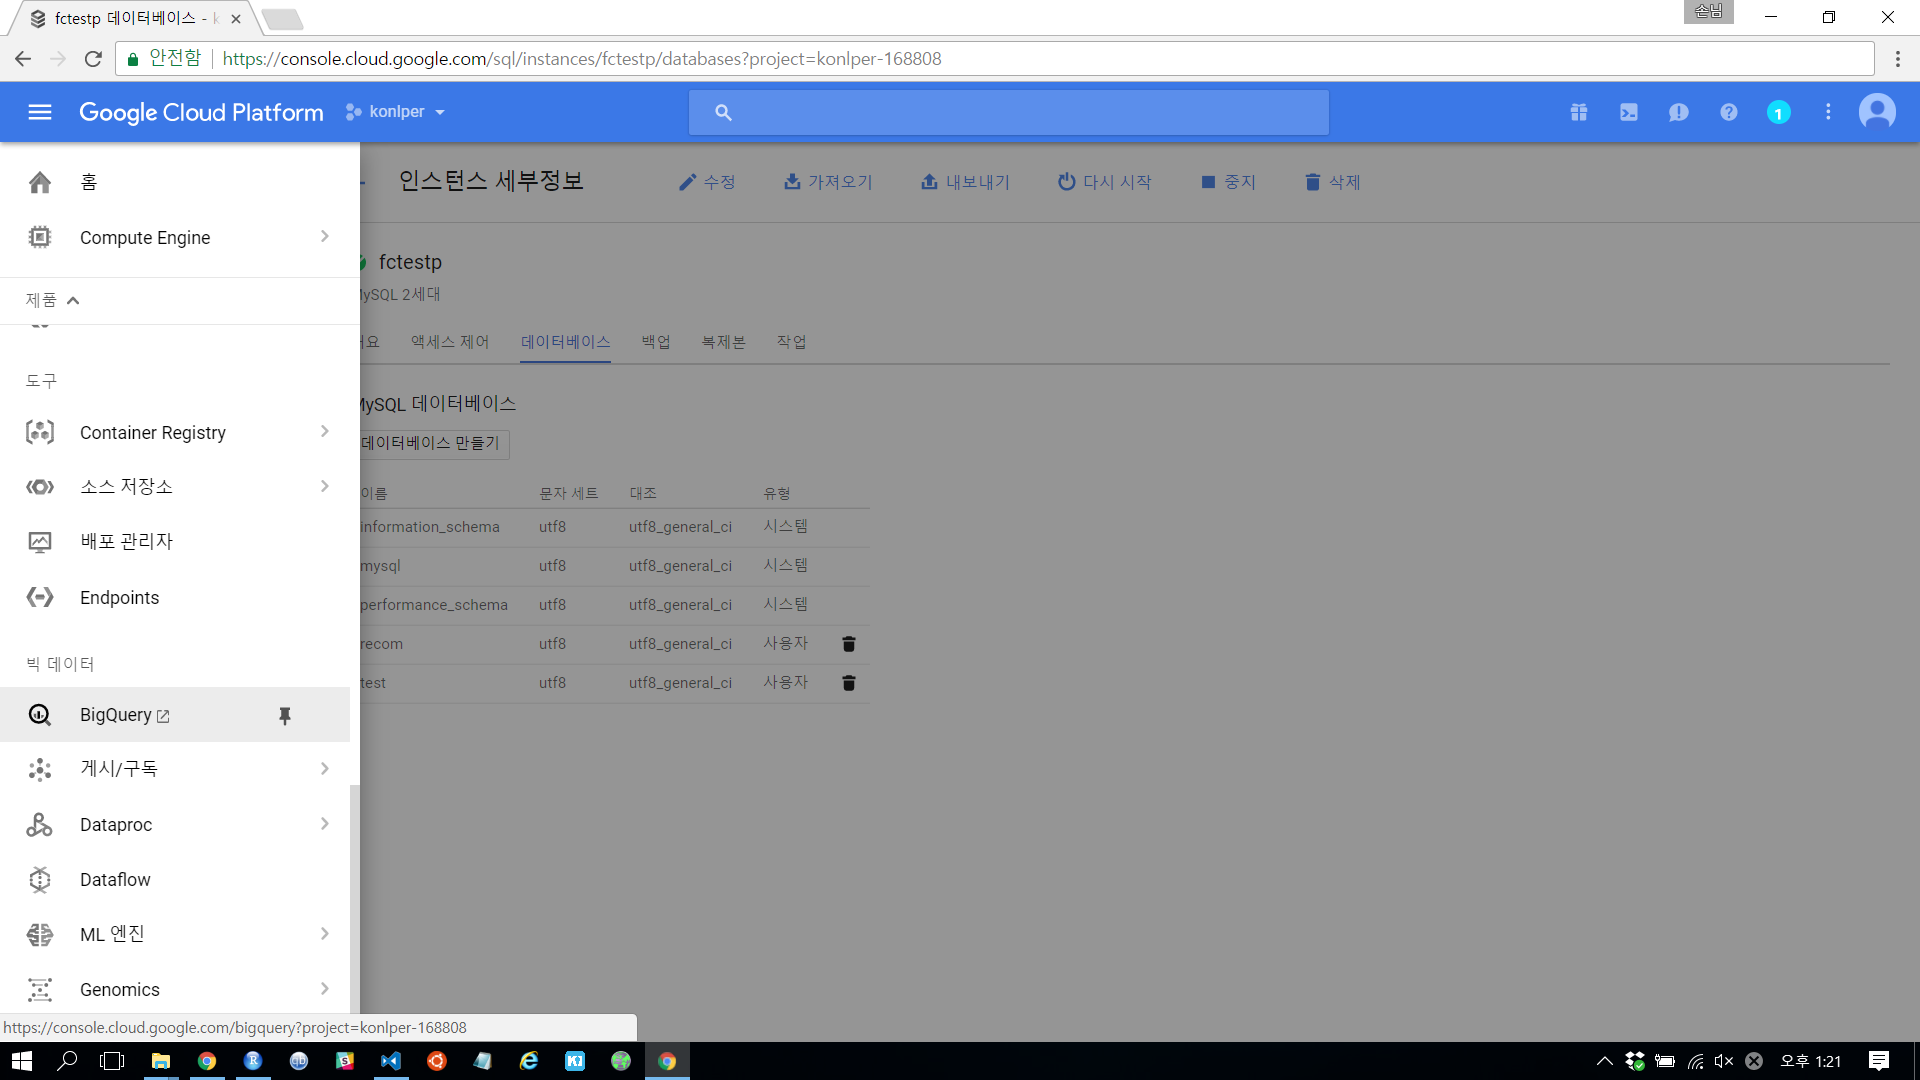 fctestp 데이터베이스 - k
손님
안전함 https://console.cloud.google.com/sql/instances/fctestp/databases?project=konlper-168808
Google Cloud Platform konlper
1
홈
Compute Engine
제품
도구
Container Registry
소스 저장소
배포 관리자
Endpoints
빅 데이터
BigQuery
게시/구독
Dataproc
Dataflow
ML 엔진
Genomics
인스턴스 세부정보 수정 가져오기 내보내기 다시 시작 중지 삭제
fctestp
MySQL 2세대
액세스 제어 데이터베이스 백업 복제본 작업
MySQL 데이터베이스
데이터베이스 만들기
이름 문자 세트 대조 유형
information_schema utf8 utf8_general_ci 시스템
mysql utf8 utf8_general_ci 시스템
performance_schema utf8 utf8_general_ci 시스템
recom utf8 utf8_general_ci 사용자
test utf8 utf8_general_ci 사용자
https://console.cloud.google.com/bigquery?project=konlper-168808
오후 1:21